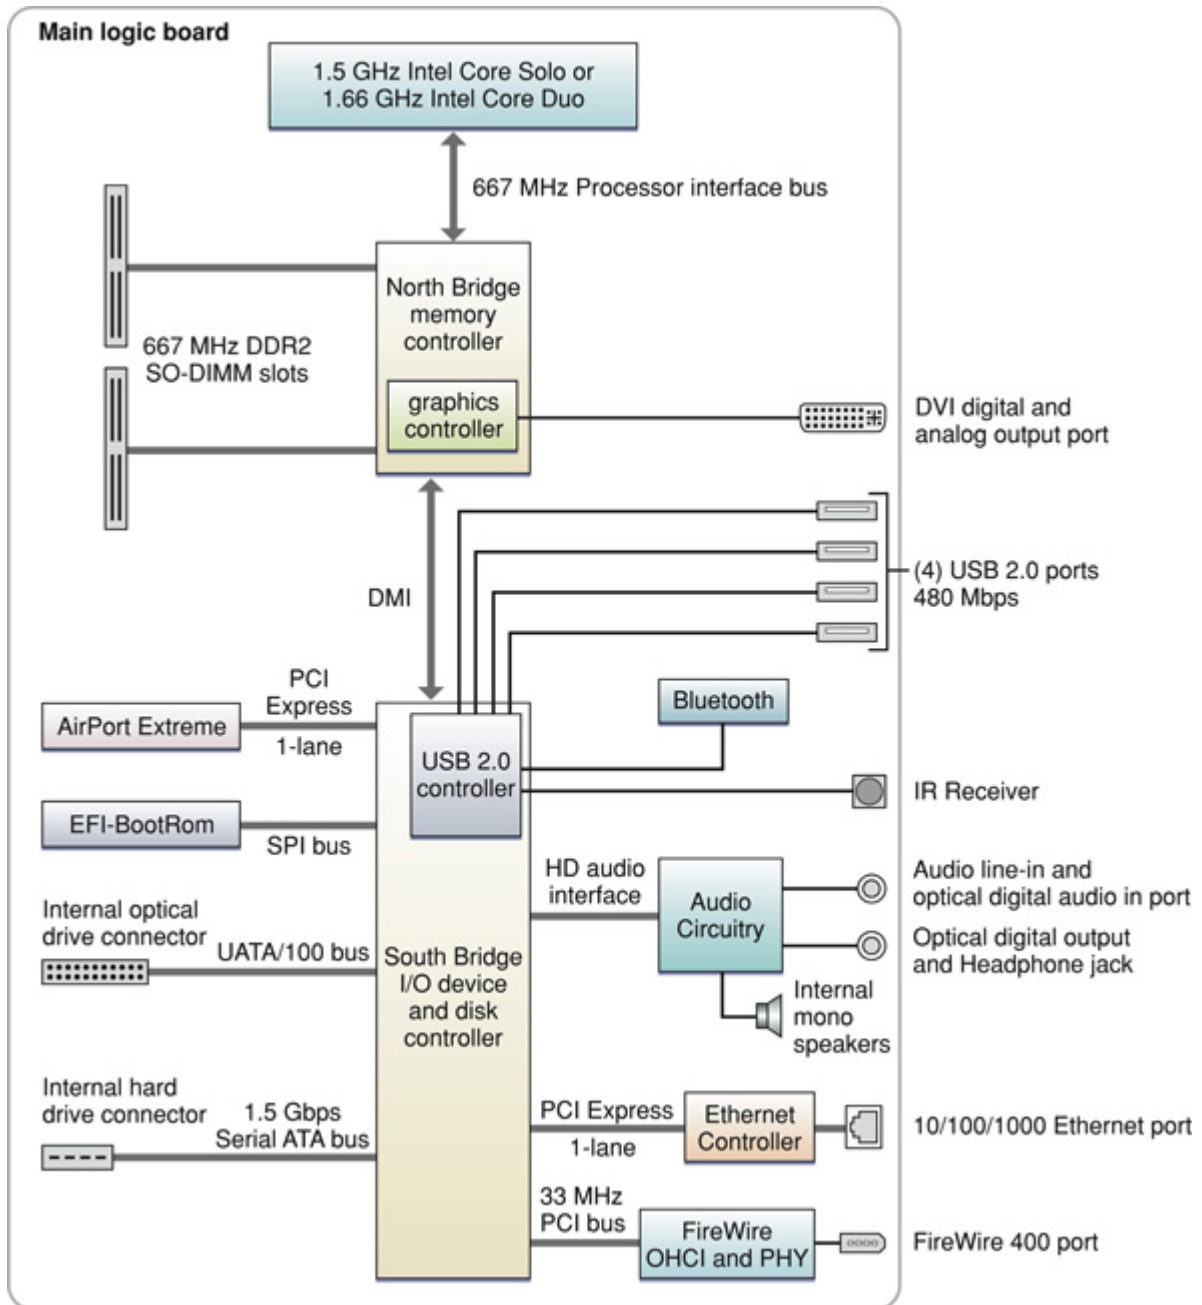 Main logic board
1.5 GHz Intel Core Solo or
1.66 GHz Intel Core Duo
667 MHz Processor interface bus
North Bridge
memory
controller
667 MHz DDR2
SO-DIMM slots
graphics
controller
DVI digital and
analog output port
(4) USB 2.0 ports
480 Mbps
DMI
PCI
Express
1-lane
AirPort Extreme
Bluetooth
USB 2.0
controller
IR Receiver
EFI-BootRom
SPI bus
HD audio
interface
Audio
Circuitry
Audio line-in and
optical digital audio in port
Optical digital output
and Headphone jack
Internal
mono
speakers
Internal optical
drive connector
UATA/100 bus
South Bridge
I/O device
and disk
controller
Internal hard
drive connector
1.5 Gbps
Serial ATA bus
PCI Express
1-lane
Ethernet
Controller
10/100/1000 Ethernet port
33 MHz
PCI bus
FireWire
OHCI and PHY
FireWire 400 port